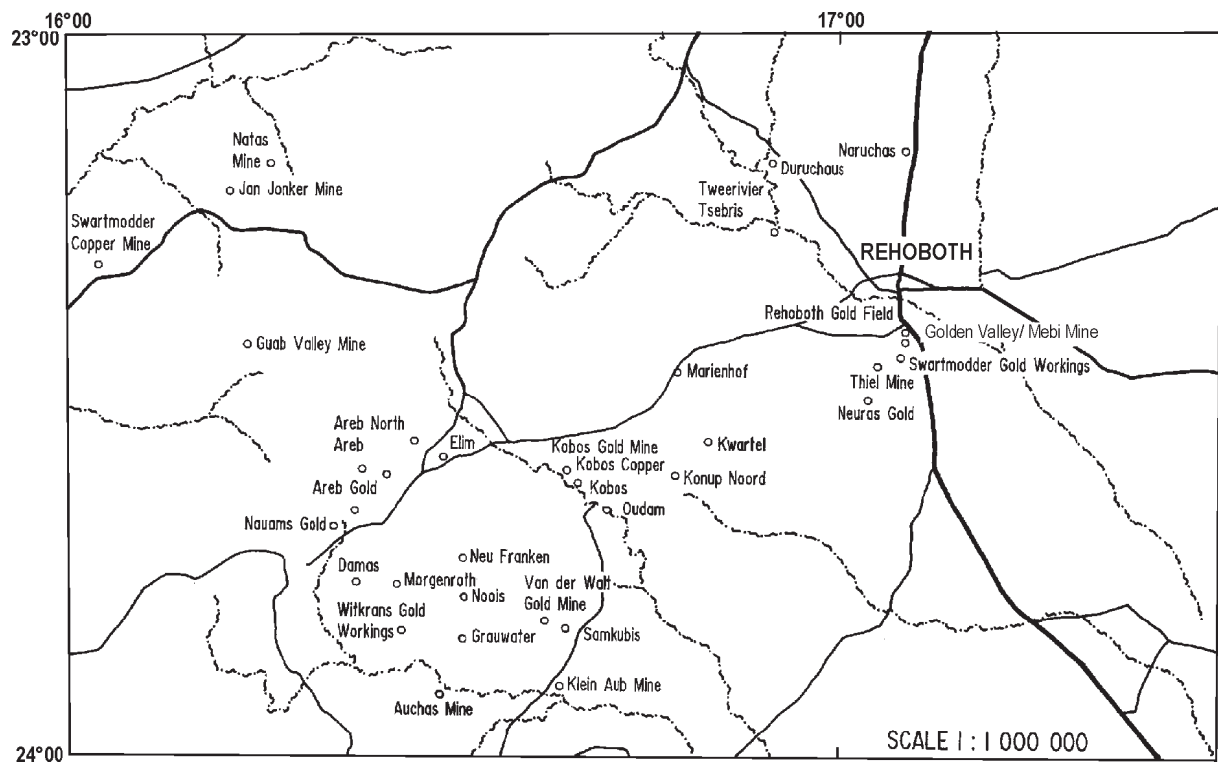 16°00
17°00
23°00
Natas
Mine
Naruchas
Duruchaus
Jan Jonker Mine
Tweerivier
Tsebris
Swartmodder
Copper Mine
REHOBOTH
Rehoboth Gold Field
Golden Valley/ Mebi Mine
Guab Valley Mine
Swartmodder Gold Workings
Marienhof
Thiel Mine
Neuras Gold
Areb North
Areb
Elim
Kobos Gold Mine
Kwartel
Kobos Copper
Konup Noord
Areb Gold
Kobos
Oudam
Nauams Gold
Neu Franken
Damas
Morgenroth
Van der Walt
Gold Mine
Noois
Witkrans Gold
Workings
Grauwater
Samkubis
Klein Aub Mine
Auchas Mine
24°00
SCALE 1:1 000 000